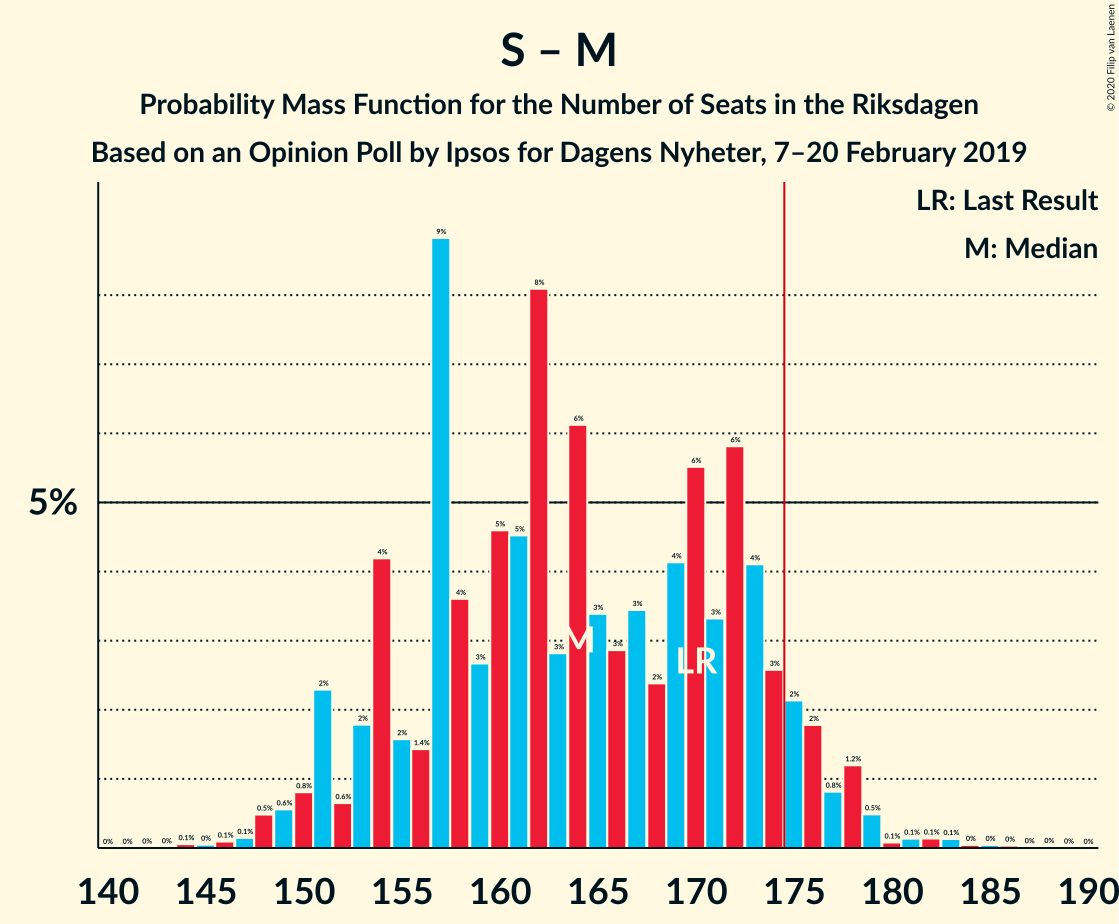 S – M
Probability Mass Function for the Number of Seats in the Riksdagen
Based on an Opinion Poll by Ipsos for Dagens Nyheter, 7–20 February 2019
© 2020 Filip van Laenen
LR: Last Result
M: Median
5%
0% 0% 0% 0% 0.1% 0% 0.1% 0.1% 0.5% 0.6% 0.8% 2% 0.6% 2% 4% 2% 1.4% 9% 4% 3% 5% 5% 8% 3% 6% 3% 3% 3% 2% 4% 6% 3% 6% 4% 3% 2% 2% 0.8% 1.2% 0.5% 0.1% 0.1% 0.1% 0.1% 0% 0% 0% 0% 0% 0% 0%
M
LR
140 145 150 155 160 165 170 175 180 185 190